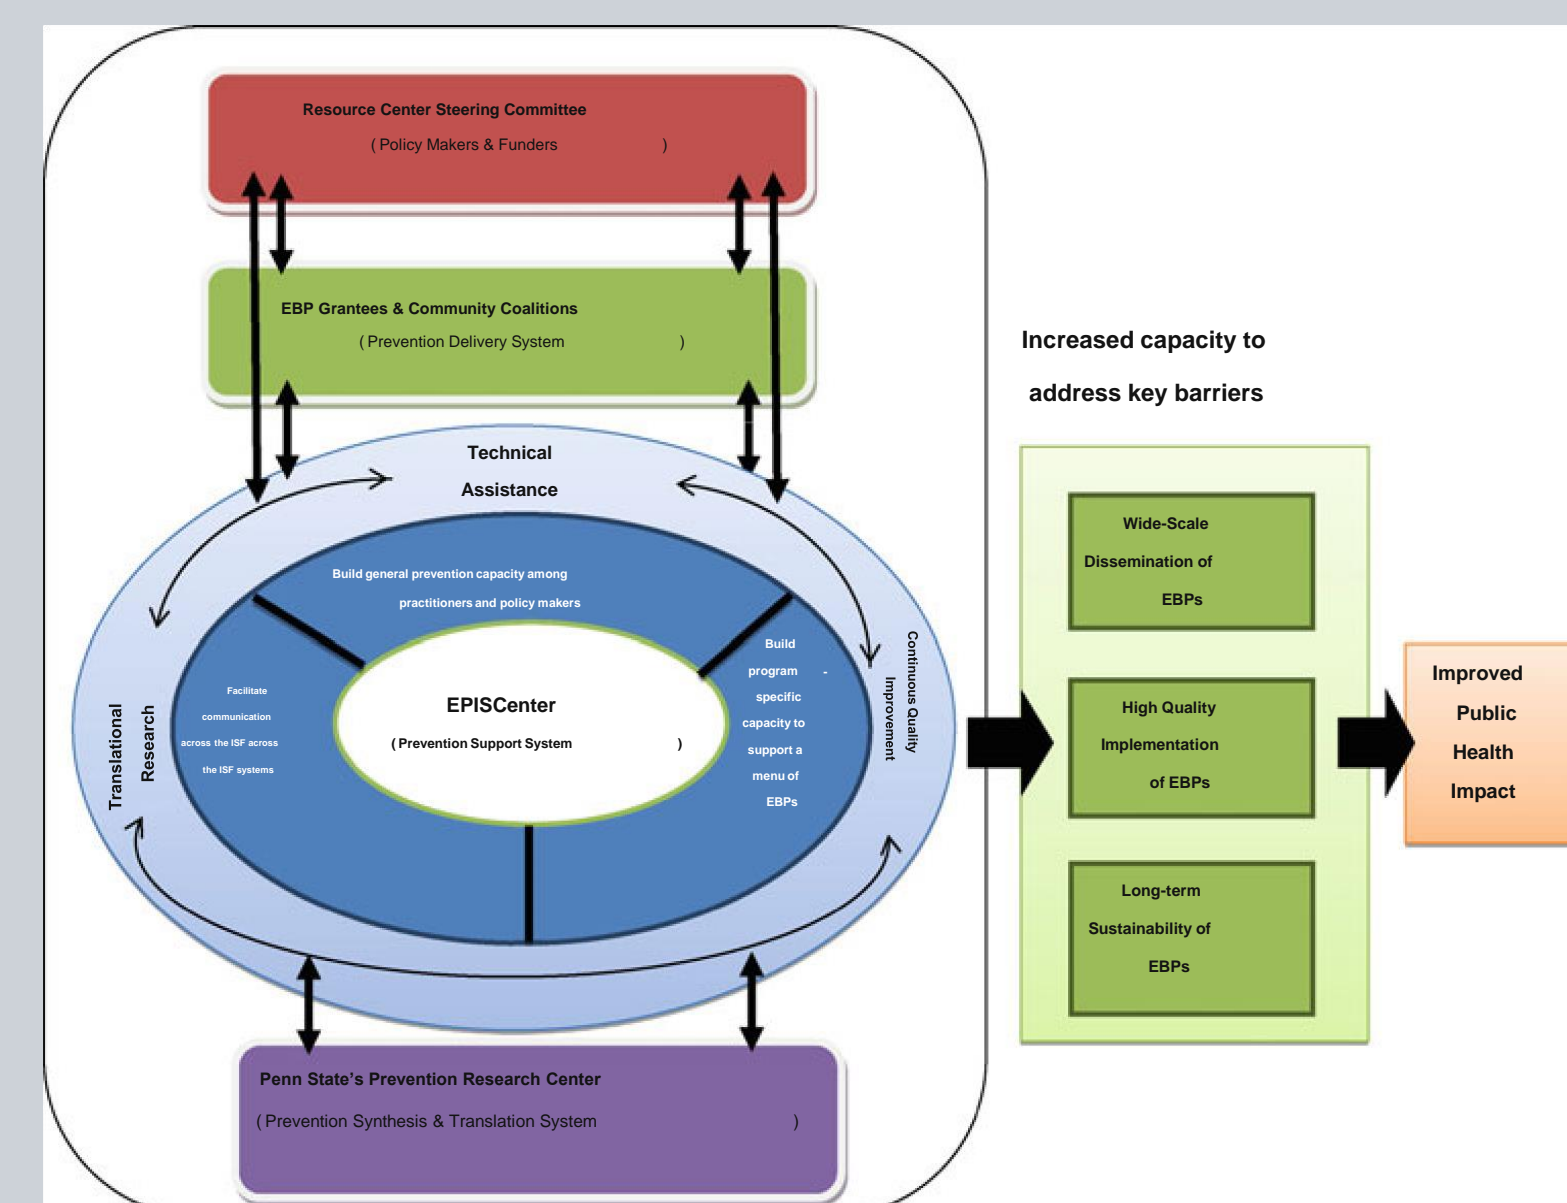 Resource Center Steering Committee
( Policy Makers & Funders )
EBP Grantees & Community Coalitions
( Prevention Delivery System )
Technical
Assistance
Build general prevention capacity among
practitioners and policy makers
Build
program -
specific
capacity to
support a
menu of
EBPs
Continuous Quality
Improvement
Facilitate
communication
across the ISF across
the ISF systems
Translational
Research
EPISCenter
( Prevention Support System )
Penn State’s Prevention Research Center
( Prevention Synthesis & Translation System )
Increased capacity to
address key barriers
Wide-Scale
Dissemination of
EBPs
High Quality
Implementation
of EBPs
Long-term
Sustainability of
EBPs
Improved
Public
Health
Impact